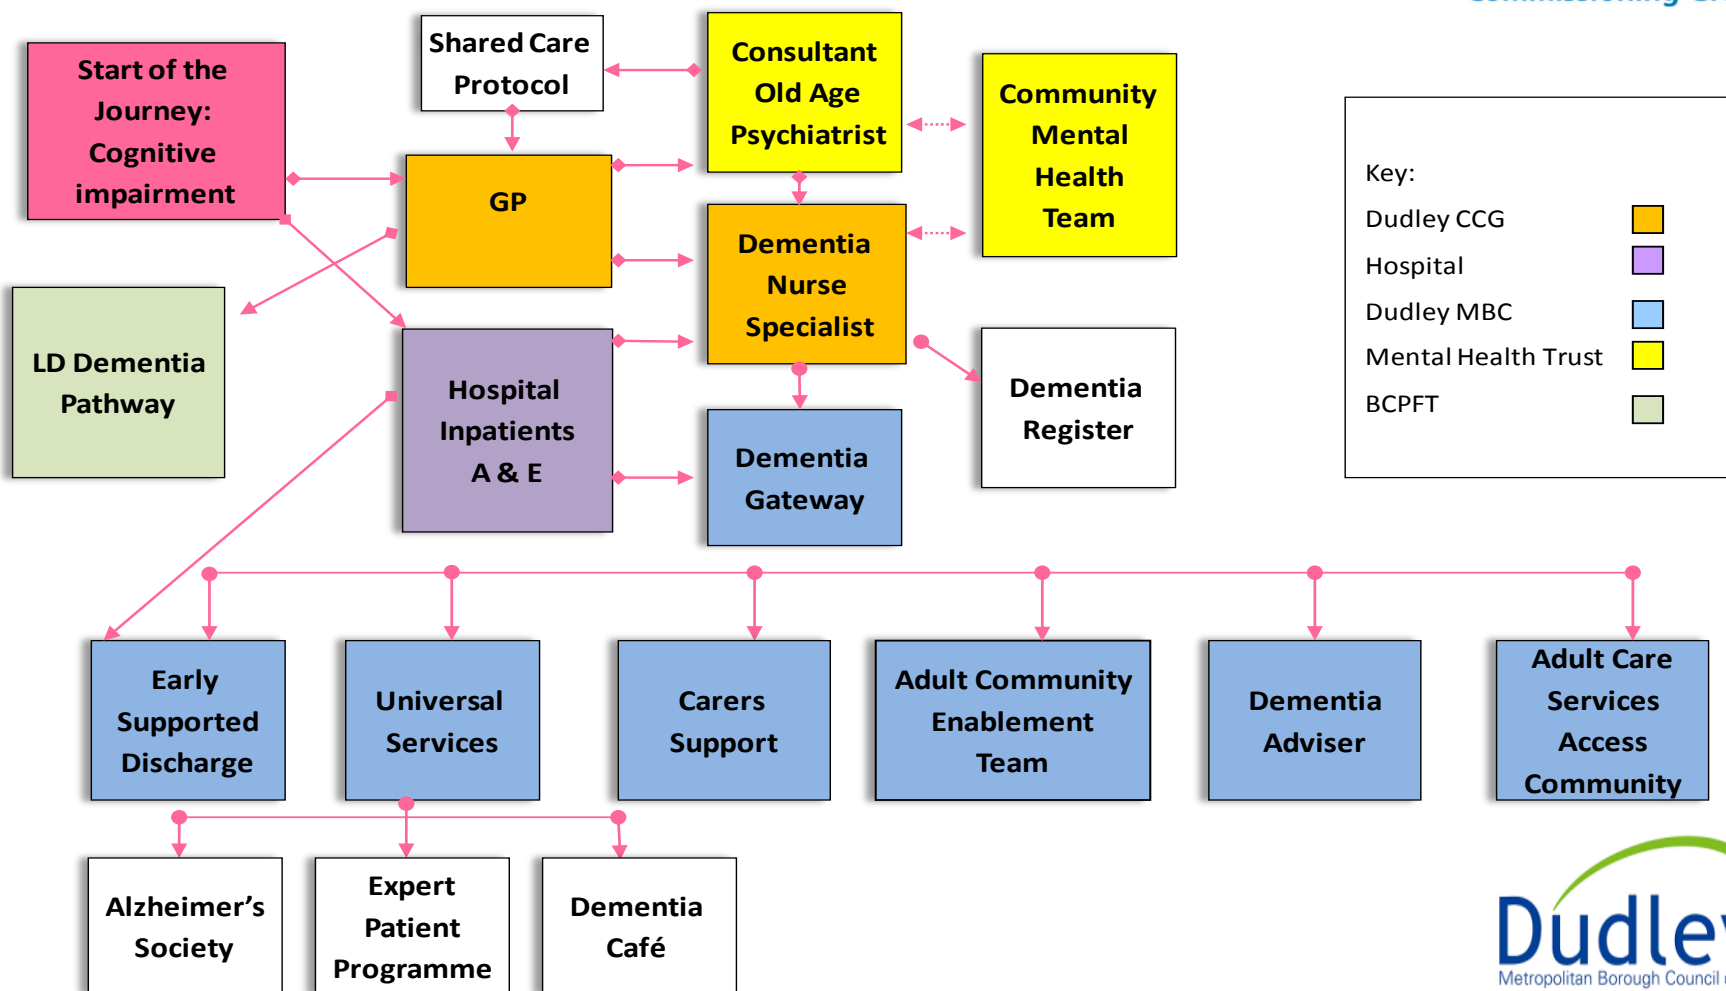 Start of the
Journey:
Cognitive
impairment
Shared Care
Protocol
Consultant
Old Age
Psychiatrist
Community
Mental
Health
Team
GP
Dementia
Nurse
Specialist
Key:
Dudley CCG
Hospital
Dudley MBC
Mental Health Trust
BCPFT
LD Dementia
Pathway
Hospital
Inpatients
A & E
Dementia
Register
Dementia
Gateway
Early
Supported
Discharge
Universal
Services
Carers
Support
Adult Community
Enablement
Team
Dementia
Adviser
Adult Care
Services
Access
Community
Alzheimer’s
Society
Expert
Patient
Programme
Dementia
Café
Dudley
Metropolitan Borough Council